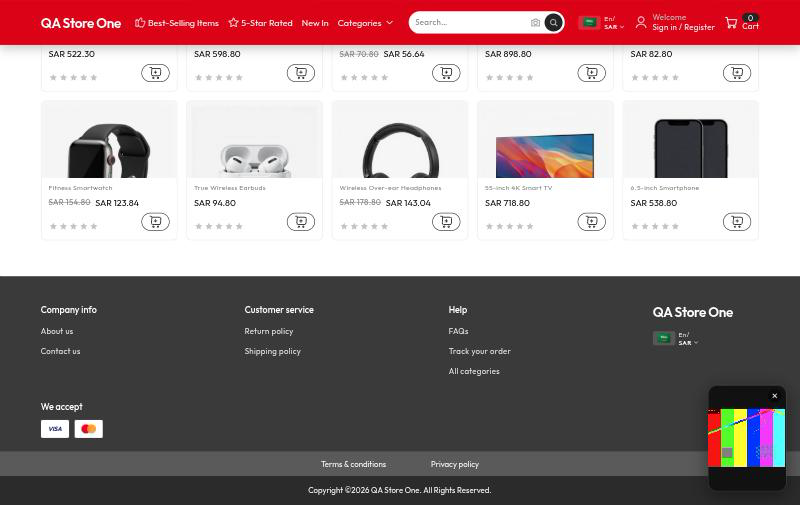 QA Store One
Best-Selling Items
5-Star Rated
New In
Categories
Search...
En/
SAR
Welcome
Sign in / Register
0
Cart
SAR 522.30
SAR 598.80
SAR 70.80 SAR 56.64
SAR 898.80
SAR 82.80
Fitness Smartwatch
SAR 154.80 SAR 123.84
True Wireless Earbuds
SAR 94.80
Wireless Over-ear Headphones
SAR 178.80 SAR 143.04
55-inch 4K Smart TV
SAR 718.80
6.5-inch Smartphone
SAR 538.80
Company info
About us
Contact us
Customer service
Return policy
Shipping policy
Help
FAQs
Track your order
All categories
QA Store One
En/
SAR
We accept
VISA
Terms & conditions
Privacy policy
Copyright ©2026 QA Store One. All Rights Reserved.